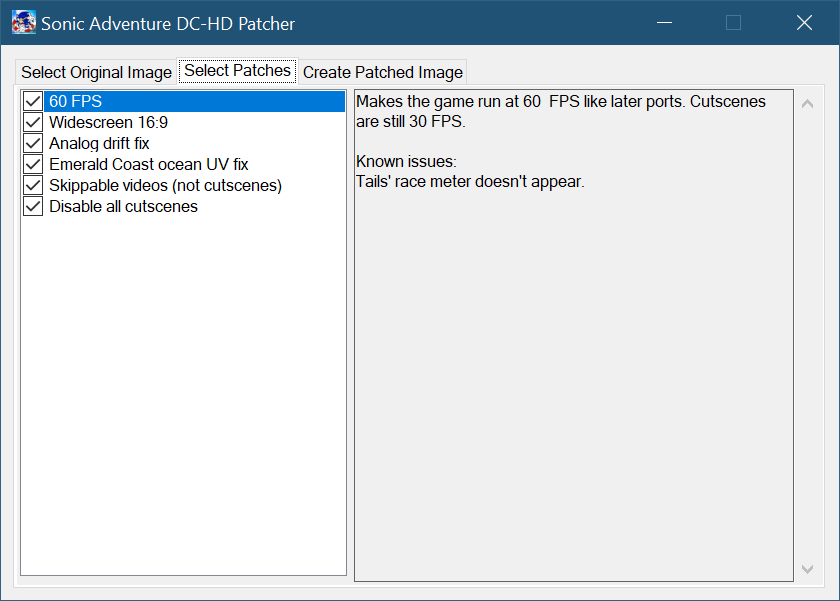 Sonic Adventure DC-HD Patcher
Select Original Image
Select Patches
Create Patched Image
60 FPS
Widescreen 16:9
Analog drift fix
Emerald Coast ocean UV fix
Skippable videos (not cutscenes)
Disable all cutscenes
Makes the game run at 60  FPS like later ports. Cutscenes
are still 30 FPS.
Known issues:
Tails' race meter doesn't appear.